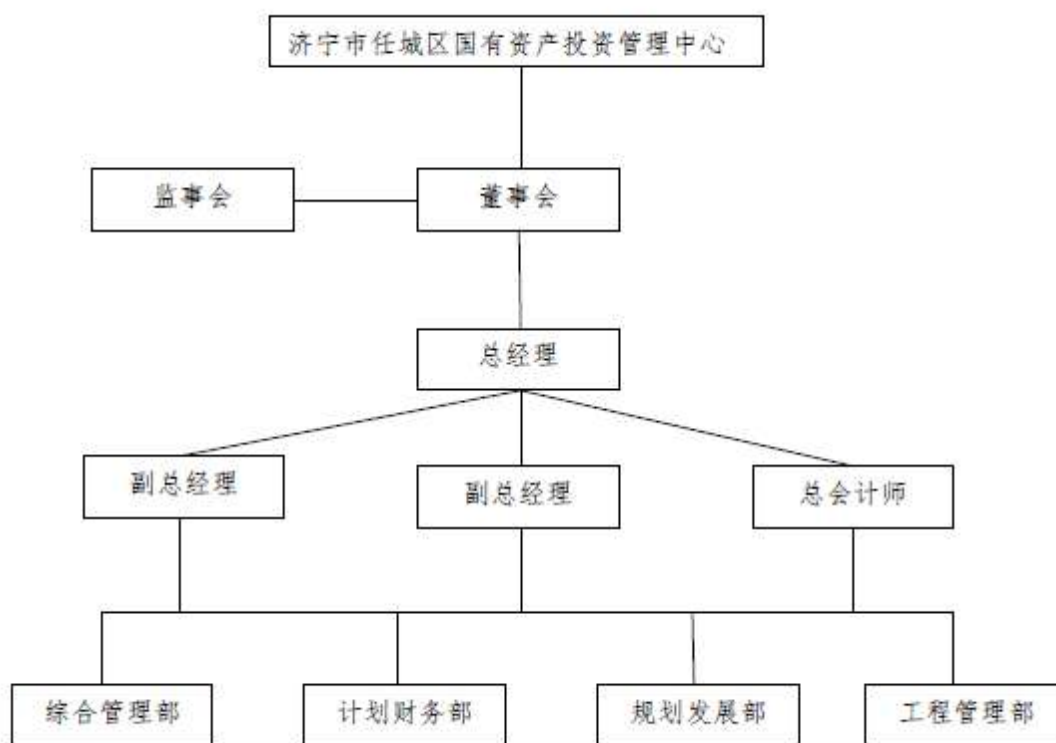 济宁市任城区国有资产投资管理中心
监事会
董事会
总经理
副总经理
副总经理
总会计师
综合管理部
计划财务部
规划发展部
工程管理部